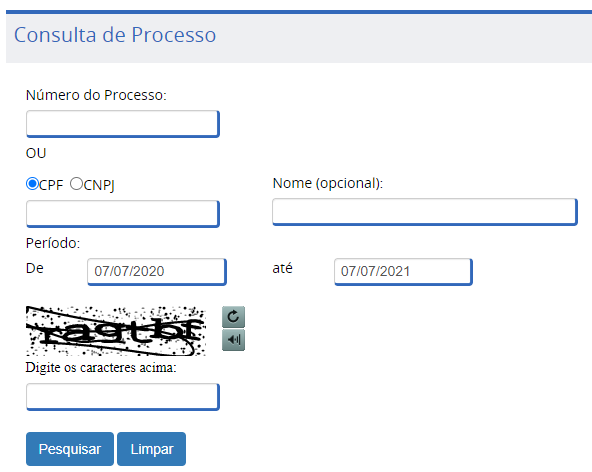 Consulta de Processo
Número do Processo:
OU
CPF CNPJ
Nome (opcional):
Período:
De 07/07/2020 até 07/07/2021
Digite os caracteres acima:
Pesquisar Limpar